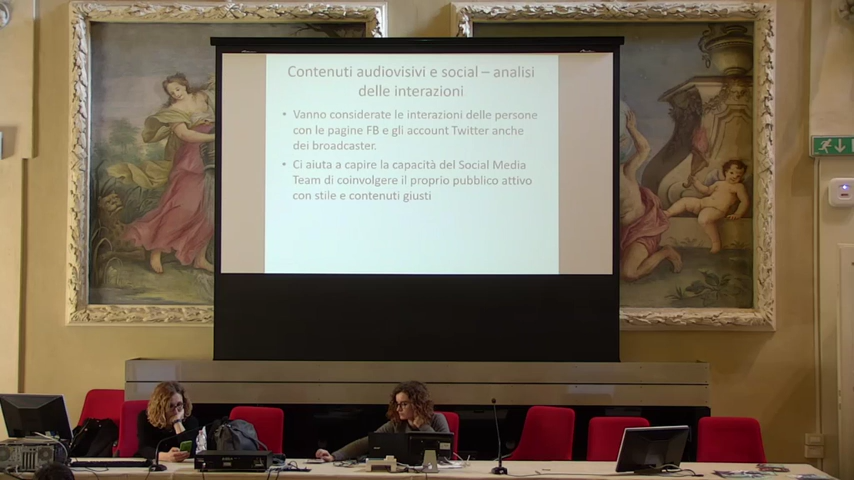 Contenuti audiovisivi e social – analisi
delle interazioni
• Vanno considerate le interazioni delle persone
con le pagine FB e gli account Twitter anche
dei broadcaster.
• Ci aiuta a capire la capacità del Social Media
Team di coinvolgere il proprio pubblico attivo
con stile e contenuti giusti